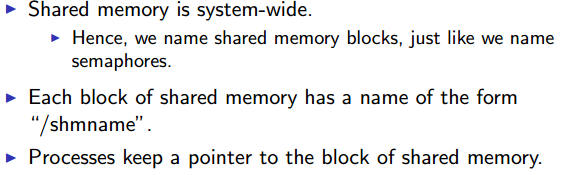 Shared memory is system-wide.
Hence, we name shared memory blocks, just like we name
semaphores.
Each block of shared memory has a name of the form
“/shmname”.
Processes keep a pointer to the block of shared memory.